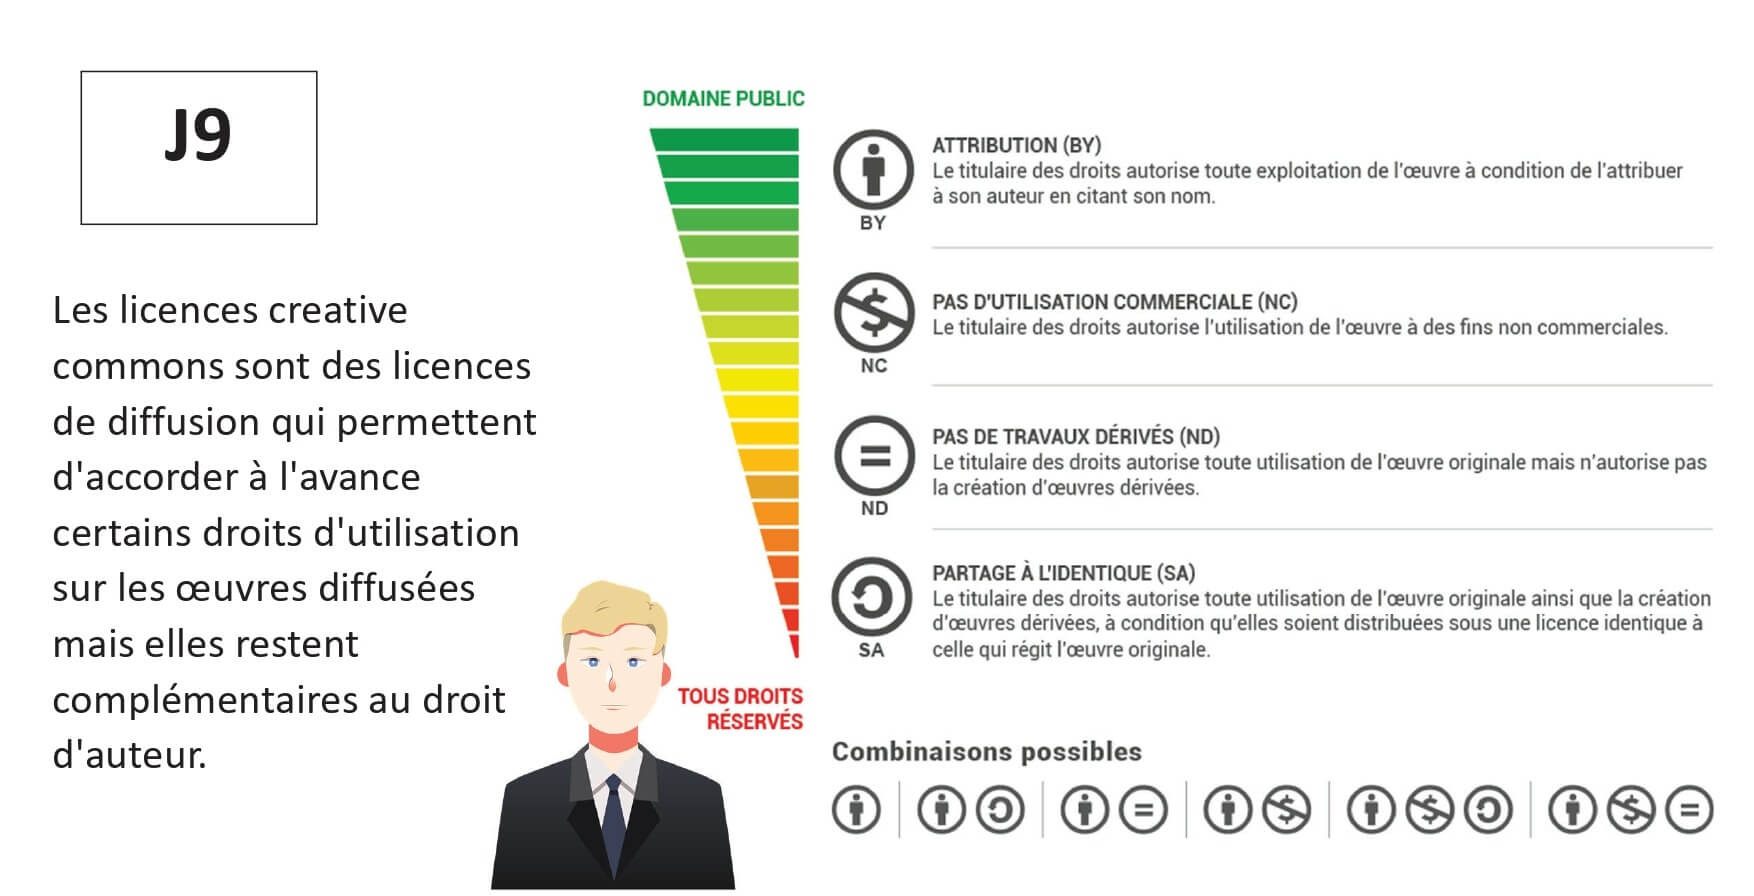 J9
Les licences creative
commons sont des licences
de diffusion qui permettent
d'accorder à l'avance
certains droits d'utilisation
sur les œuvres diffusées
mais elles restent
complémentaires au droit
d'auteur.
DOMAINE PUBLIC
TOUS DROITS
RÉSERVÉS
BY
ATTRIBUTION (BY)
Le titulaire des droits autorise toute exploitation de l'œuvre à condition de l'attribuer
à son auteur en citant son nom.
NC
PAS D'UTILISATION COMMERCIALE (NC)
Le titulaire des droits autorise l'utilisation de l'œuvre à des fins non commerciales.
ND
PAS DE TRAVAUX DÉRIVÉS (ND)
Le titulaire des droits autorise toute utilisation de l'œuvre originale mais n'autorise pas
la création d'œuvres dérivées.
SA
PARTAGE À L'IDENTIQUE (SA)
Le titulaire des droits autorise toute utilisation de l'œuvre originale ainsi que la création
d'œuvres dérivées, à condition qu'elles soient distribuées sous une licence identique à
celle qui régit l'œuvre originale.
Combinaisons possibles